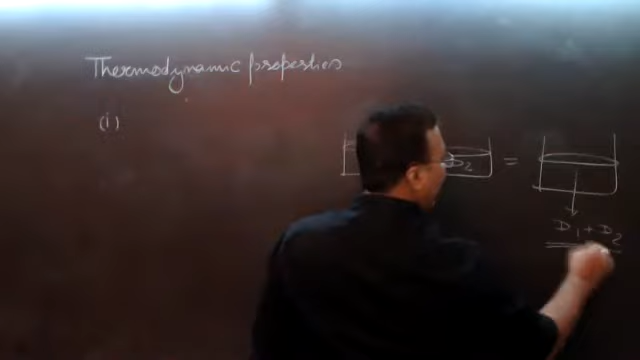 Thermodynamic properties
(i)
D2 =
D1 + D2